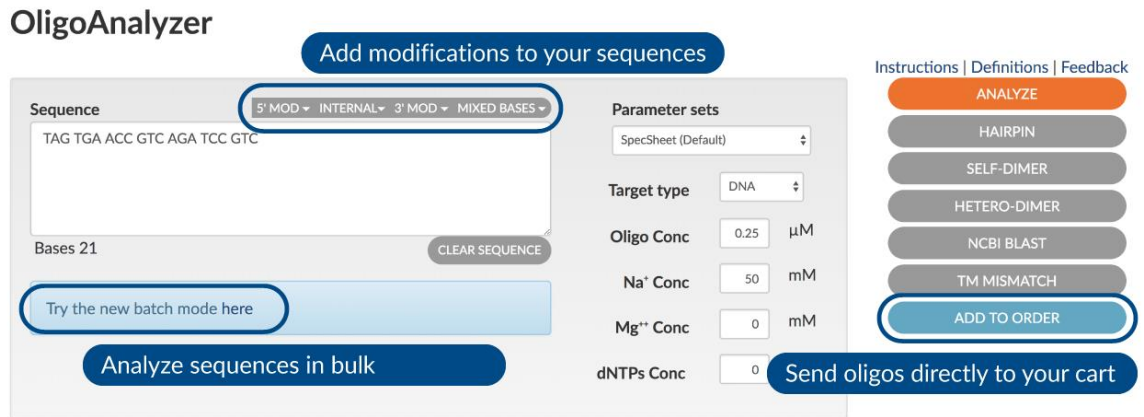 OligoAnalyzer
Add modifications to your sequences
Instructions | Definitions | Feedback
Sequence
5' MOD INTERNAL 3' MOD MIXED BASES
TAG TGA ACC GTC AGA TCC GTC
Bases 21
CLEAR SEQUENCE
Try the new batch mode here
Analyze sequences in bulk
Parameter sets
SpecSheet (Default)
Target type DNA
Oligo Conc 0.25 µM
Na⁺ Conc 50 mM
Mg⁺⁺ Conc 0 mM
dNTPs Conc 0
ANALYZE
HAIRPIN
SELF-DIMER
HETERO-DIMER
NCBI BLAST
TM MISMATCH
ADD TO ORDER
Send oligos directly to your cart